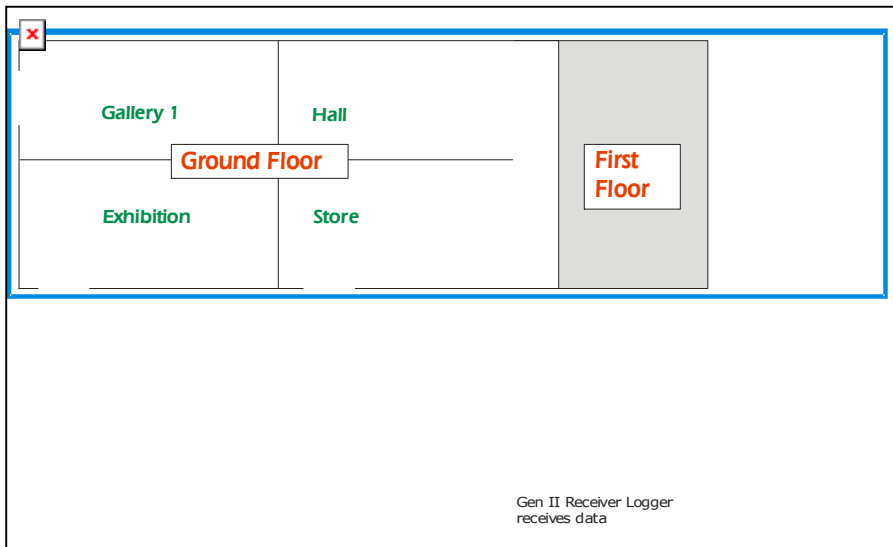 Gallery 1
Hall
Ground Floor
First
Floor
Exhibition
Store
Gen II Receiver Logger
receives data